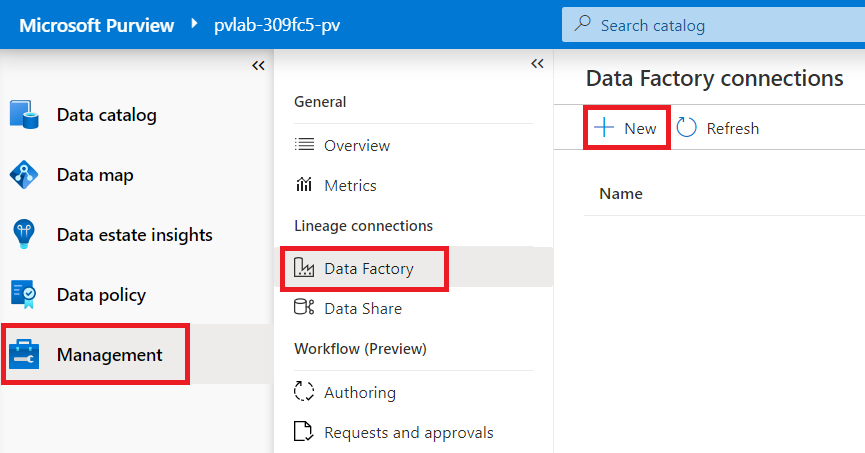 Microsoft Purview
pvlab-309fc5-pv
Search catalog
Data catalog
Data map
Data estate insights
Data policy
Management
General
Overview
Metrics
Lineage connections
Data Factory
Data Share
Workflow (Preview)
Authoring
Requests and approvals
Data Factory connections
New
Refresh
Name